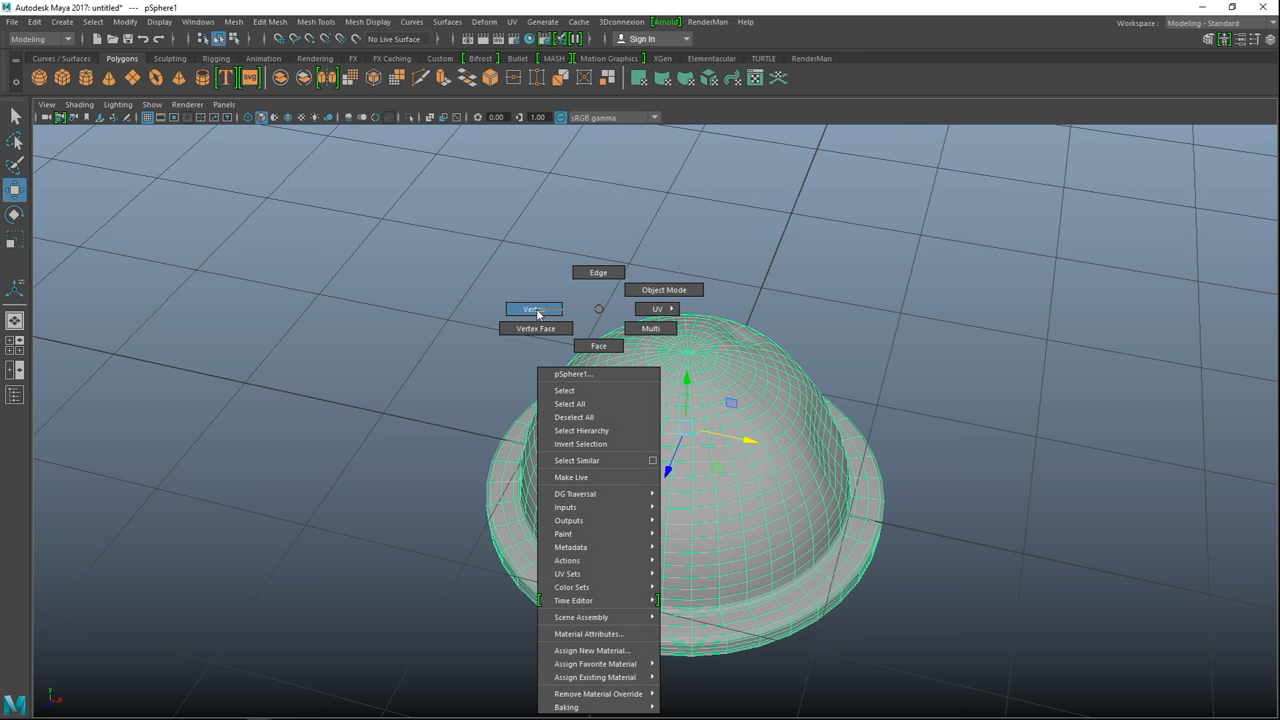 Autodesk Maya 2017: untitled* --- pSphere1
File Edit Create Select Modify Display Windows Mesh Edit Mesh Mesh Tools Mesh Display Curves Surfaces Deform UV Generate Cache 3Dconnexion [Arnold] RenderMan Help
Workspace : Modeling - Standard
Modeling No Live Surface Sign In
Curves / Surfaces Polygons Sculpting Rigging Animation Rendering FX FX Caching Custom Bifrost Bullet MASH Motion Graphics XGen Elementacular TURTLE RenderMan
View Shading Lighting Show Renderer Panels
0.00 1.00 sRGB gamma
Edge
Object Mode
UV
Vertex Face Multi
Face
pSphere1...
Select
Select All
Deselect All
Select Hierarchy
Invert Selection
Select Similar
Make Live
DG Traversal
Inputs
Outputs
Paint
Metadata
Actions
UV Sets
Color Sets
Time Editor
Scene Assembly
Material Attributes...
Assign New Material...
Assign Favorite Material
Assign Existing Material
Remove Material Override
Baking